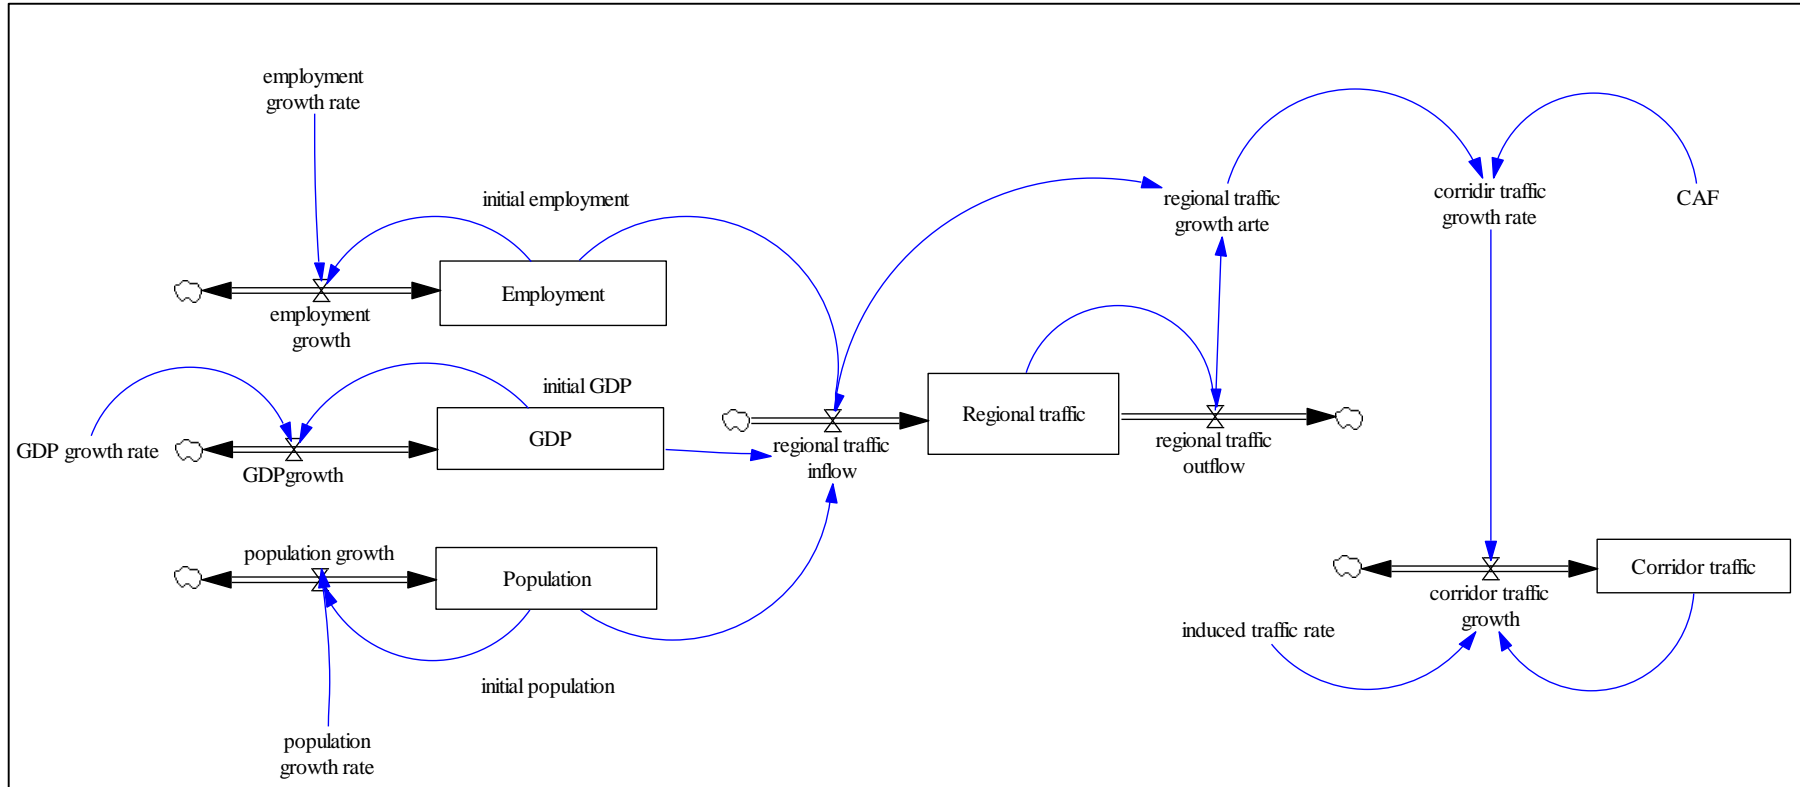 employment
growth rate
initial employment
Employment
employment
growth
initial GDP
GDP growth rate
GDP
GDPgrowth
population growth
Population
initial population
population
growth rate
regional traffic
inflow
Regional traffic
regional traffic
outflow
regional traffic
growth arte
corridir traffic
growth rate
CAF
Corridor traffic
corridor traffic
growth
induced traffic rate